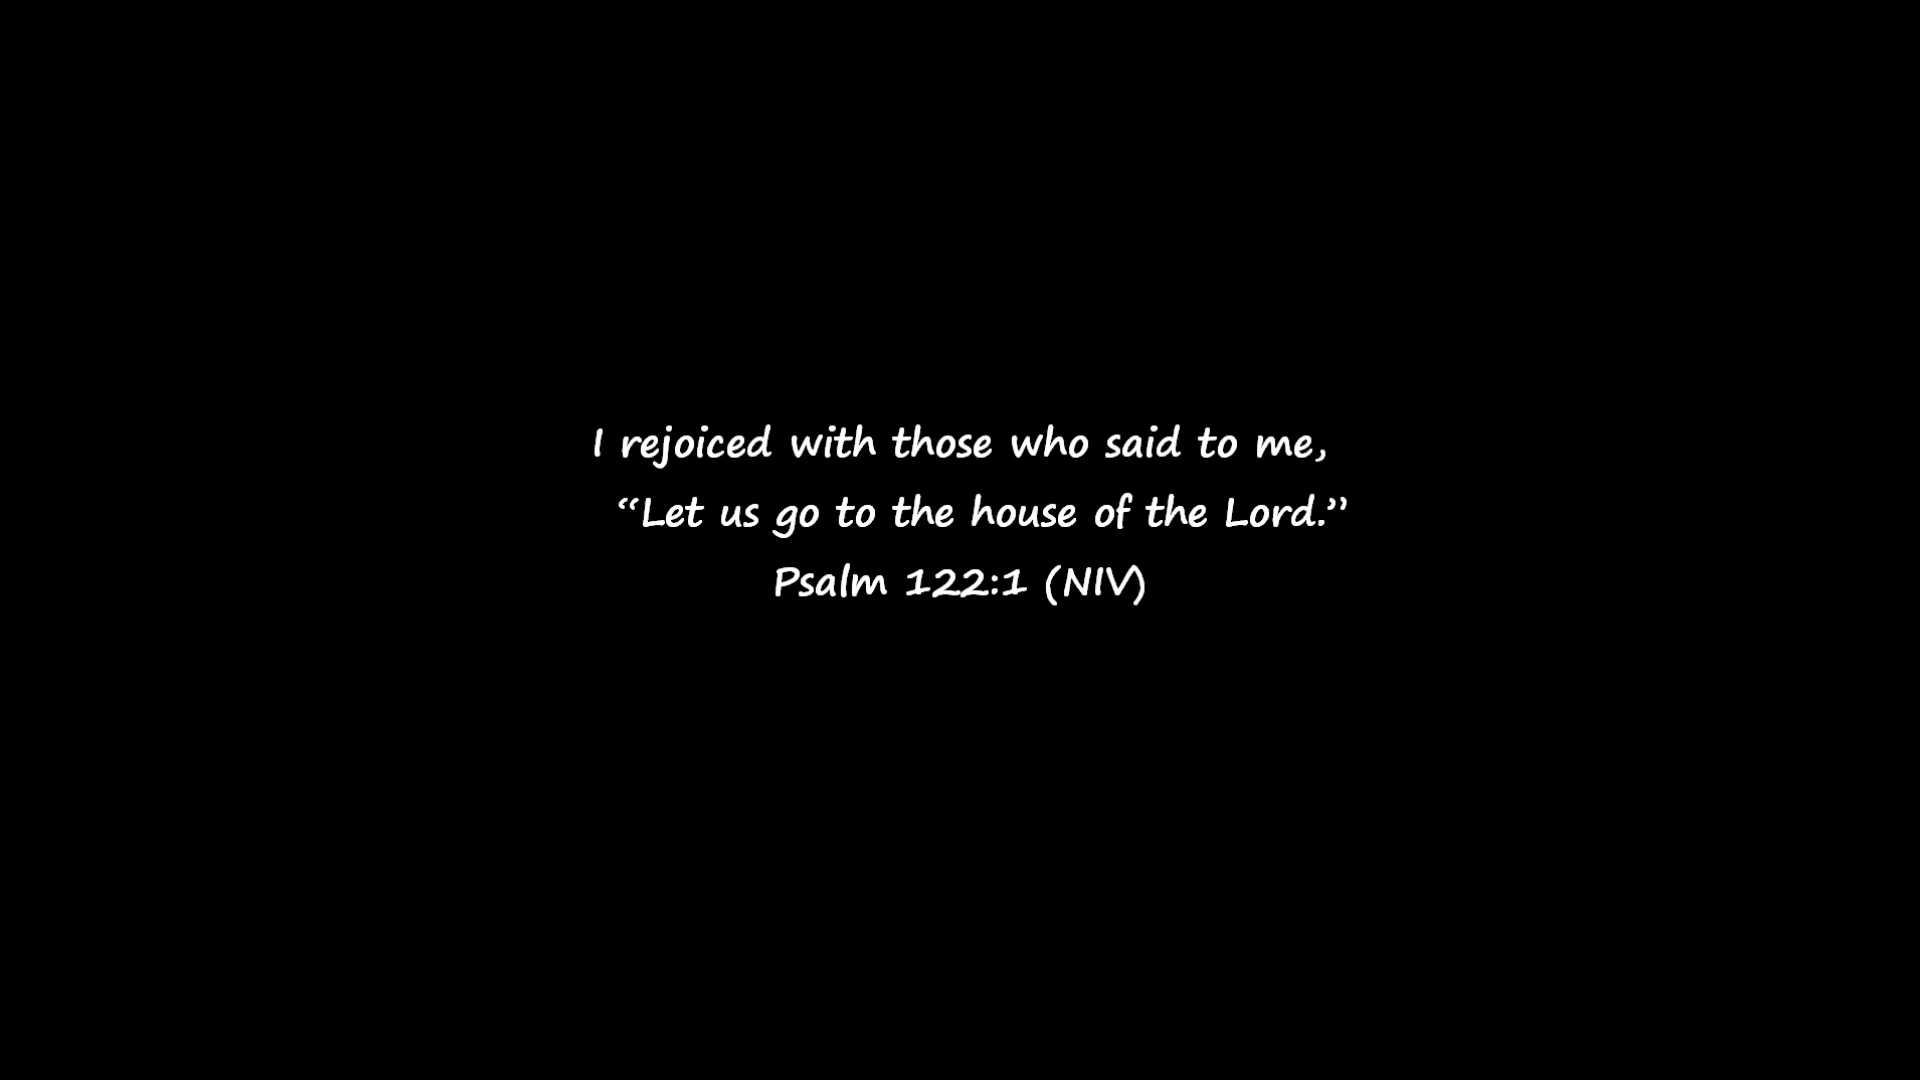 I rejoiced with those who said to me,
“Let us go to the house of the Lord.”
Psalm 122:1 (NIV)